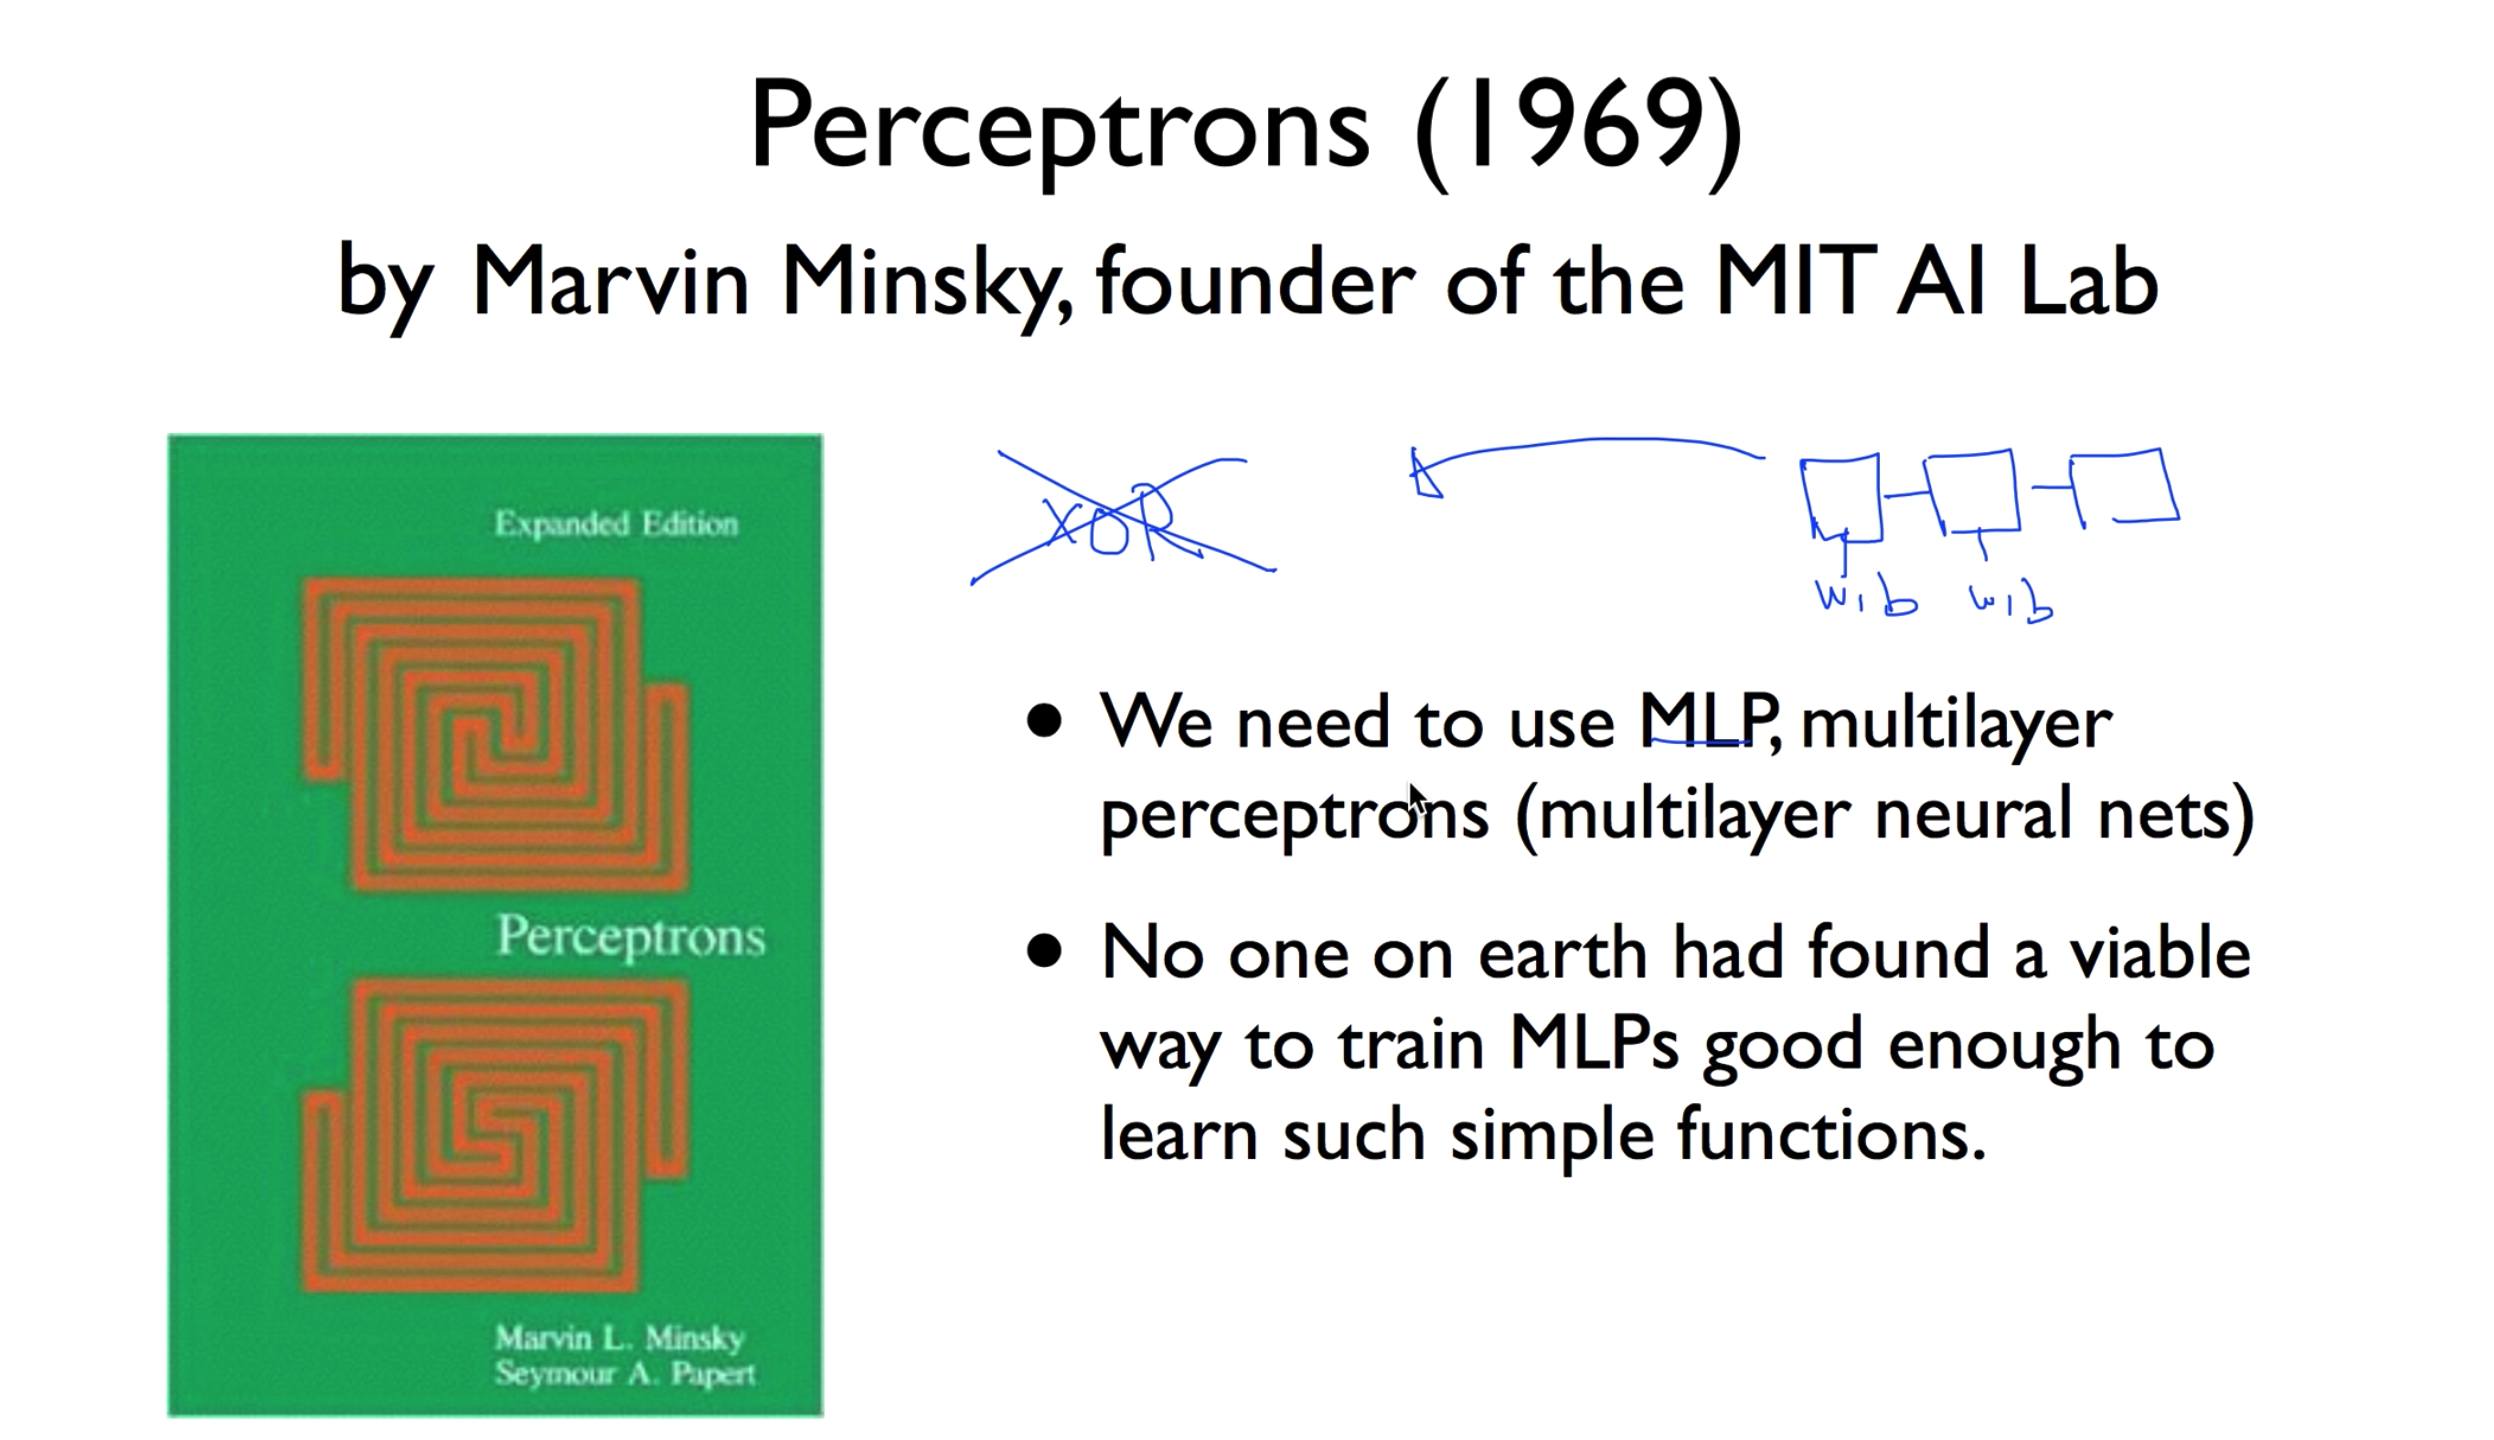 Perceptrons (1969)
by Marvin Minsky, founder of the MIT AI Lab
Expanded Edition
Perceptrons
Marvin L. Minsky
Seymour A. Papert
XOR
w, b w, b
• We need to use MLP, multilayer
perceptrons (multilayer neural nets)
• No one on earth had found a viable
way to train MLPs good enough to
learn such simple functions.